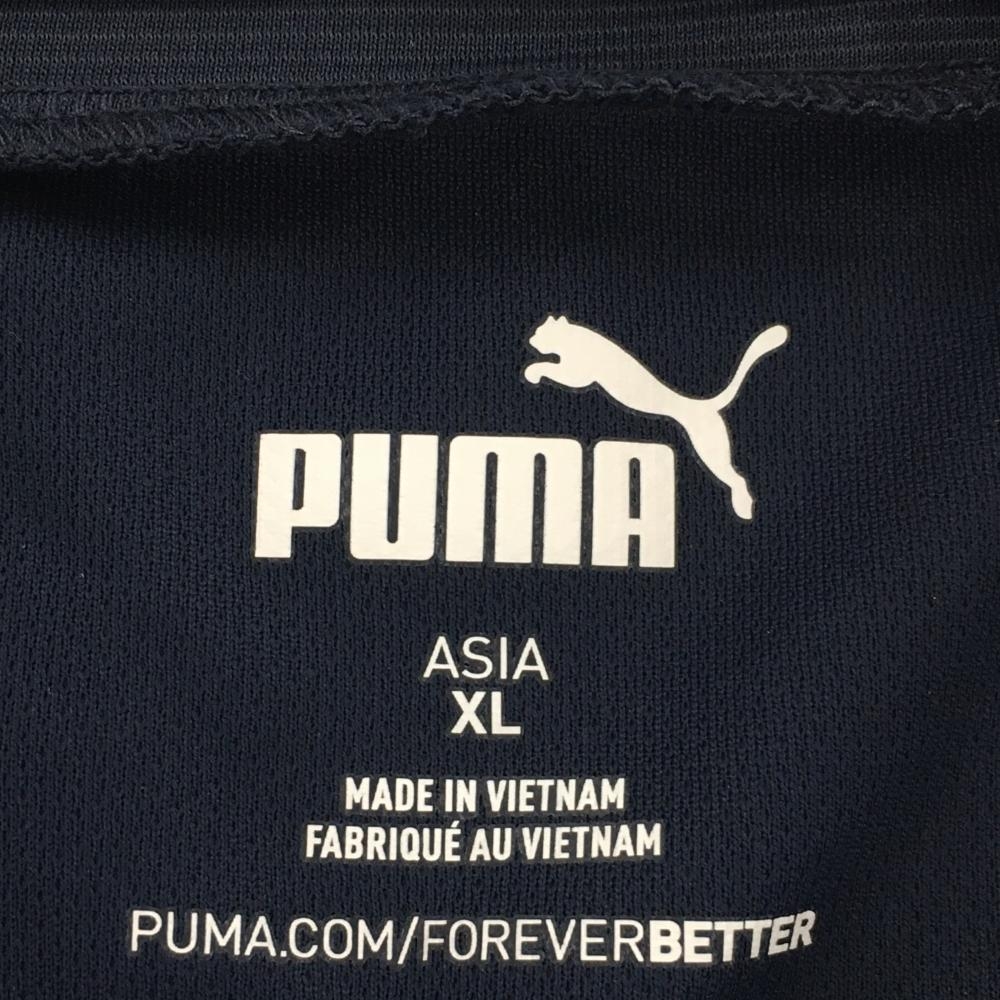 PUMA
ASIA
XL
MADE IN VIETNAM
FABRIQUÉ AU VIETNAM
PUMA.COM/FOREVERBETTER